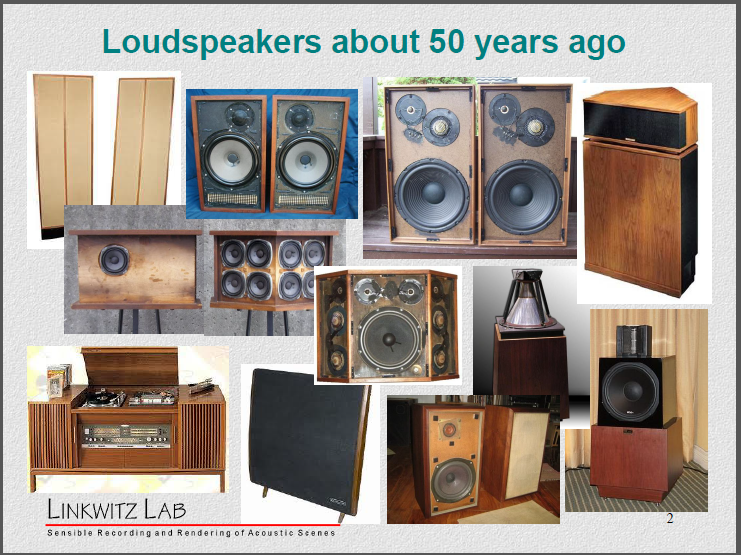 Loudspeakers about 50 years ago
LINKWITZ LAB
Sensible Recording and Rendering of Acoustic Scenes
2